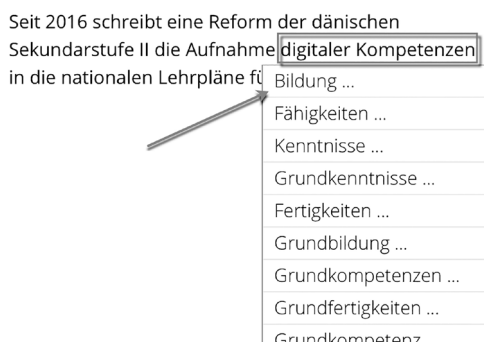 Seit 2016 schreibt eine Reform der dänischen
Sekundarstufe II die Aufnahme digitaler Kompetenzen
in die nationalen Lehrpläne fü
Bildung ...
Fähigkeiten ...
Kenntnisse ...
Grundkenntnisse ...
Fertigkeiten ...
Grundbildung ...
Grundkompetenzen ...
Grundfertigkeiten ...
Grundkompetenz